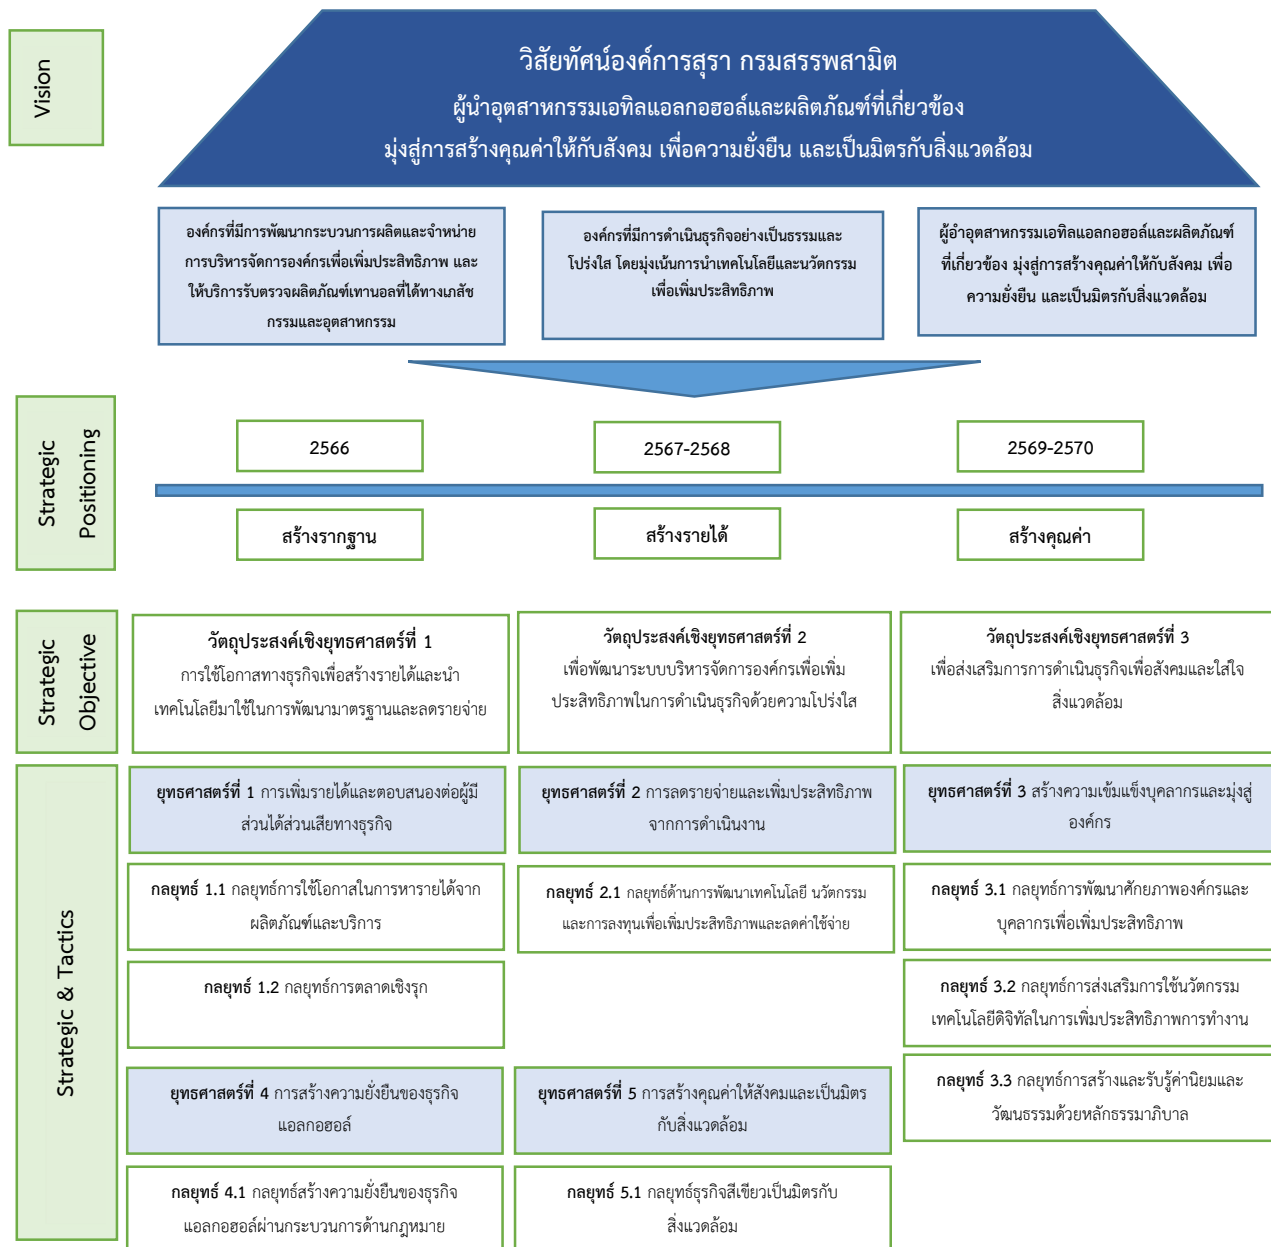 Vision
วิสัยทัศน์องค์การสุรา กรมสรรพสามิต
ผู้นำอุตสาหกรรมเอทิลแอลกอฮอล์และผลิตภัณฑ์ที่เกี่ยวข้อง
มุ่งสู่การสร้างคุณค่าให้กับสังคม เพื่อความยั่งยืน และเป็นมิตรกับสิ่งแวดล้อม
องค์กรที่มีการพัฒนากระบวนการผลิตและจำหน่าย
การบริหารจัดการองค์กรเพื่อเพิ่มประสิทธิภาพ และ
ให้บริการรับตรวจผลิตภัณฑ์เทานอลที่ได้ทางเภสัช
กรรมและอุตสาหกรรม
องค์กรที่มีการดำเนินธุรกิจอย่างเป็นธรรมและ
โปร่งใส โดยมุ่งเน้นการนำเทคโนโลยีและนวัตกรรม
เพื่อเพิ่มประสิทธิภาพ
ผู้อำอุตสาหกรรมเอทิลแอลกอฮอล์และผลิตภัณฑ์
ที่เกี่ยวข้อง มุ่งสู่การสร้างคุณค่าให้กับสังคม เพื่อ
ความยั่งยืน และเป็นมิตรกับสิ่งแวดล้อม
Strategic
Positioning
2566
2567-2568
2569-2570
สร้างรากฐาน
สร้างรายได้
สร้างคุณค่า
Strategic
Objective
วัตถุประสงค์เชิงยุทธศาสตร์ที่ 1
การใช้โอกาสทางธุรกิจเพื่อสร้างรายได้และนำ
เทคโนโลยีมาใช้ในการพัฒนามาตรฐานและลดรายจ่าย
วัตถุประสงค์เชิงยุทธศาสตร์ที่ 2
เพื่อพัฒนาระบบบริหารจัดการองค์กรเพื่อเพิ่ม
ประสิทธิภาพในการดำเนินธุรกิจด้วยความโปร่งใส
วัตถุประสงค์เชิงยุทธศาสตร์ที่ 3
เพื่อส่งเสริมการการดำเนินธุรกิจเพื่อสังคมและใส่ใจ
สิ่งแวดล้อม
Strategic & Tactics
ยุทธศาสตร์ที่ 1 การเพิ่มรายได้และตอบสนองต่อผู้มี
ส่วนได้ส่วนเสียทางธุรกิจ
ยุทธศาสตร์ที่ 2 การลดรายจ่ายและเพิ่มประสิทธิภาพ
จากการดำเนินงาน
ยุทธศาสตร์ที่ 3 สร้างความเข้มแข็งบุคลากรและมุ่งสู่
องค์กร
กลยุทธ์ 1.1 กลยุทธ์การใช้โอกาสในการหารายได้จาก
ผลิตภัณฑ์และบริการ
กลยุทธ์ 2.1 กลยุทธ์ด้านการพัฒนาเทคโนโลยี นวัตกรรม
และการลงทุนเพื่อเพิ่มประสิทธิภาพและลดค่าใช้จ่าย
กลยุทธ์ 3.1 กลยุทธ์การพัฒนาศักยภาพองค์กรและ
บุคลากรเพื่อเพิ่มประสิทธิภาพ
กลยุทธ์ 1.2 กลยุทธ์การตลาดเชิงรุก
กลยุทธ์ 3.2 กลยุทธ์การส่งเสริมการใช้นวัตกรรม
เทคโนโลยีดิจิทัลในการเพิ่มประสิทธิภาพการทำงาน
ยุทธศาสตร์ที่ 4 การสร้างความยั่งยืนของธุรกิจ
แอลกอฮอล์
ยุทธศาสตร์ที่ 5 การสร้างคุณค่าให้สังคมและเป็นมิตร
กับสิ่งแวดล้อม
กลยุทธ์ 3.3 กลยุทธ์การสร้างและรับรู้ค่านิยมและ
วัฒนธรรมด้วยหลักธรรมาภิบาล
กลยุทธ์ 4.1 กลยุทธ์สร้างความยั่งยืนของธุรกิจ
แอลกอฮอล์ผ่านกระบวนการด้านกฎหมาย
กลยุทธ์ 5.1 กลยุทธ์ธุรกิจสีเขียวเป็นมิตรกับ
สิ่งแวดล้อม